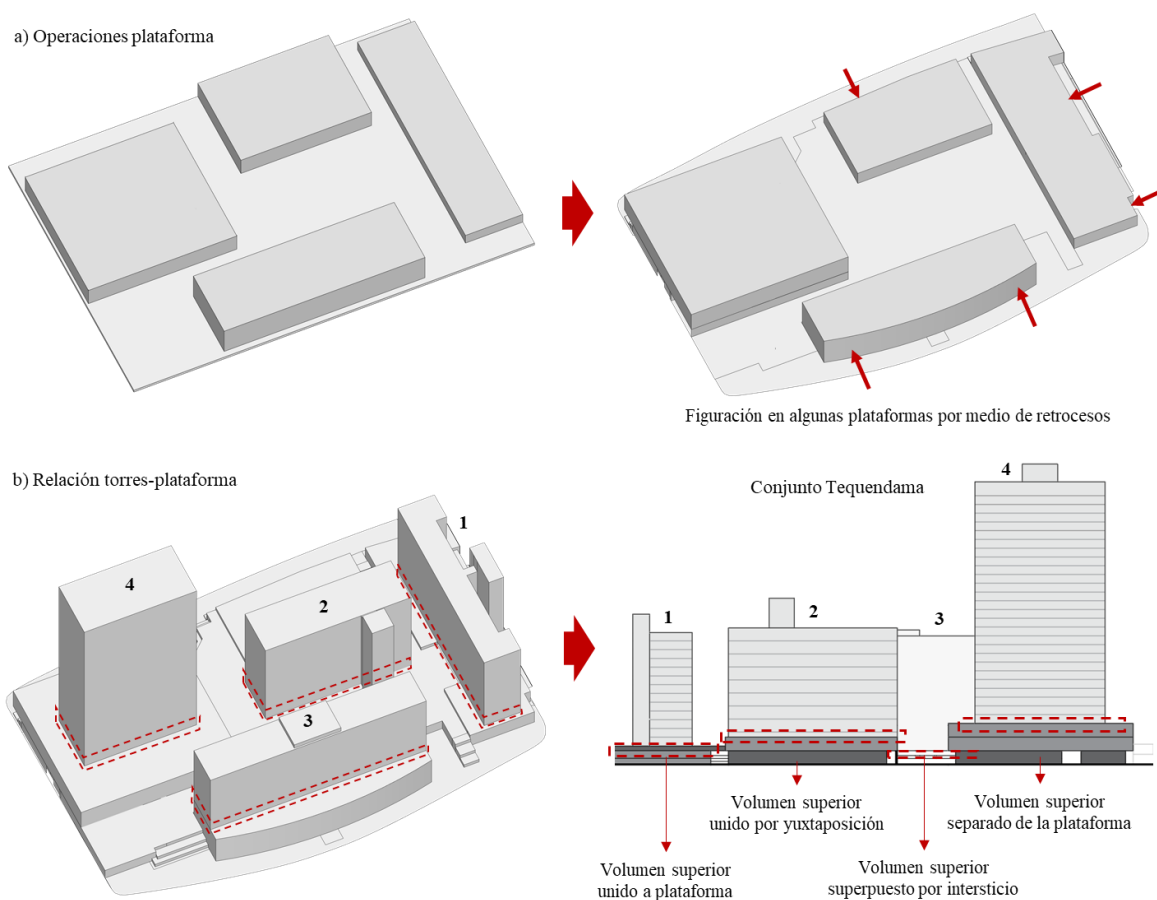 a) Operaciones plataforma
Figuración en algunas plataformas por medio de retrocesos
b) Relación torres-plataforma
1
2
3
4
Conjunto Tequendama
1
2
3
4
Volumen superior
unido a plataforma
Volumen superior
unido por yuxtaposición
Volumen superior
superpuesto por intersticio
Volumen superior
separado de la plataforma